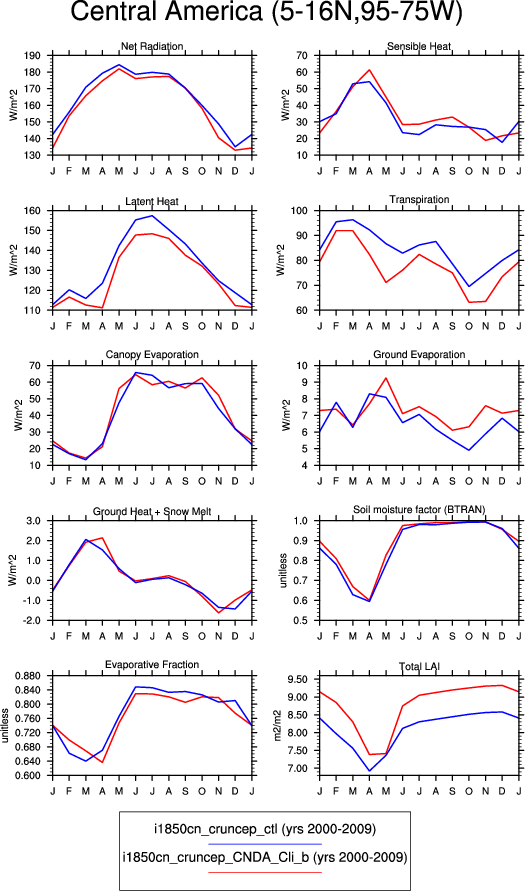 Central America (5-16N,95-75W)
Net Radiation
W/m^2
190
180
170
160
150
140
130
J F M A M J J A S O N D J
Sensible Heat
W/m^2
70
60
50
40
30
20
10
J F M A M J J A S O N D J
Latent Heat
W/m^2
160
150
140
130
120
110
J F M A M J J A S O N D J
Transpiration
W/m^2
100
90
80
70
60
J F M A M J J A S O N D J
Canopy Evaporation
W/m^2
70
60
50
40
30
20
10
J F M A M J J A S O N D J
Ground Evaporation
W/m^2
10
9
8
7
6
5
4
J F M A M J J A S O N D J
Ground Heat + Snow Melt
W/m^2
3.0
2.0
1.0
0.0
-1.0
-2.0
J F M A M J J A S O N D J
Soil moisture factor (BTRAN)
unitless
1.0
0.9
0.8
0.7
0.6
0.5
J F M A M J J A S O N D J
Evaporative Fraction
unitless
0.880
0.840
0.800
0.760
0.720
0.680
0.640
0.600
J F M A M J J A S O N D J
Total LAI
m2/m2
9.50
9.00
8.50
8.00
7.50
7.00
J F M A M J J A S O N D J
i1850cn_cruncep_ctl (yrs 2000-2009)
i1850cn_cruncep_CNDA_Cli_b (yrs 2000-2009)